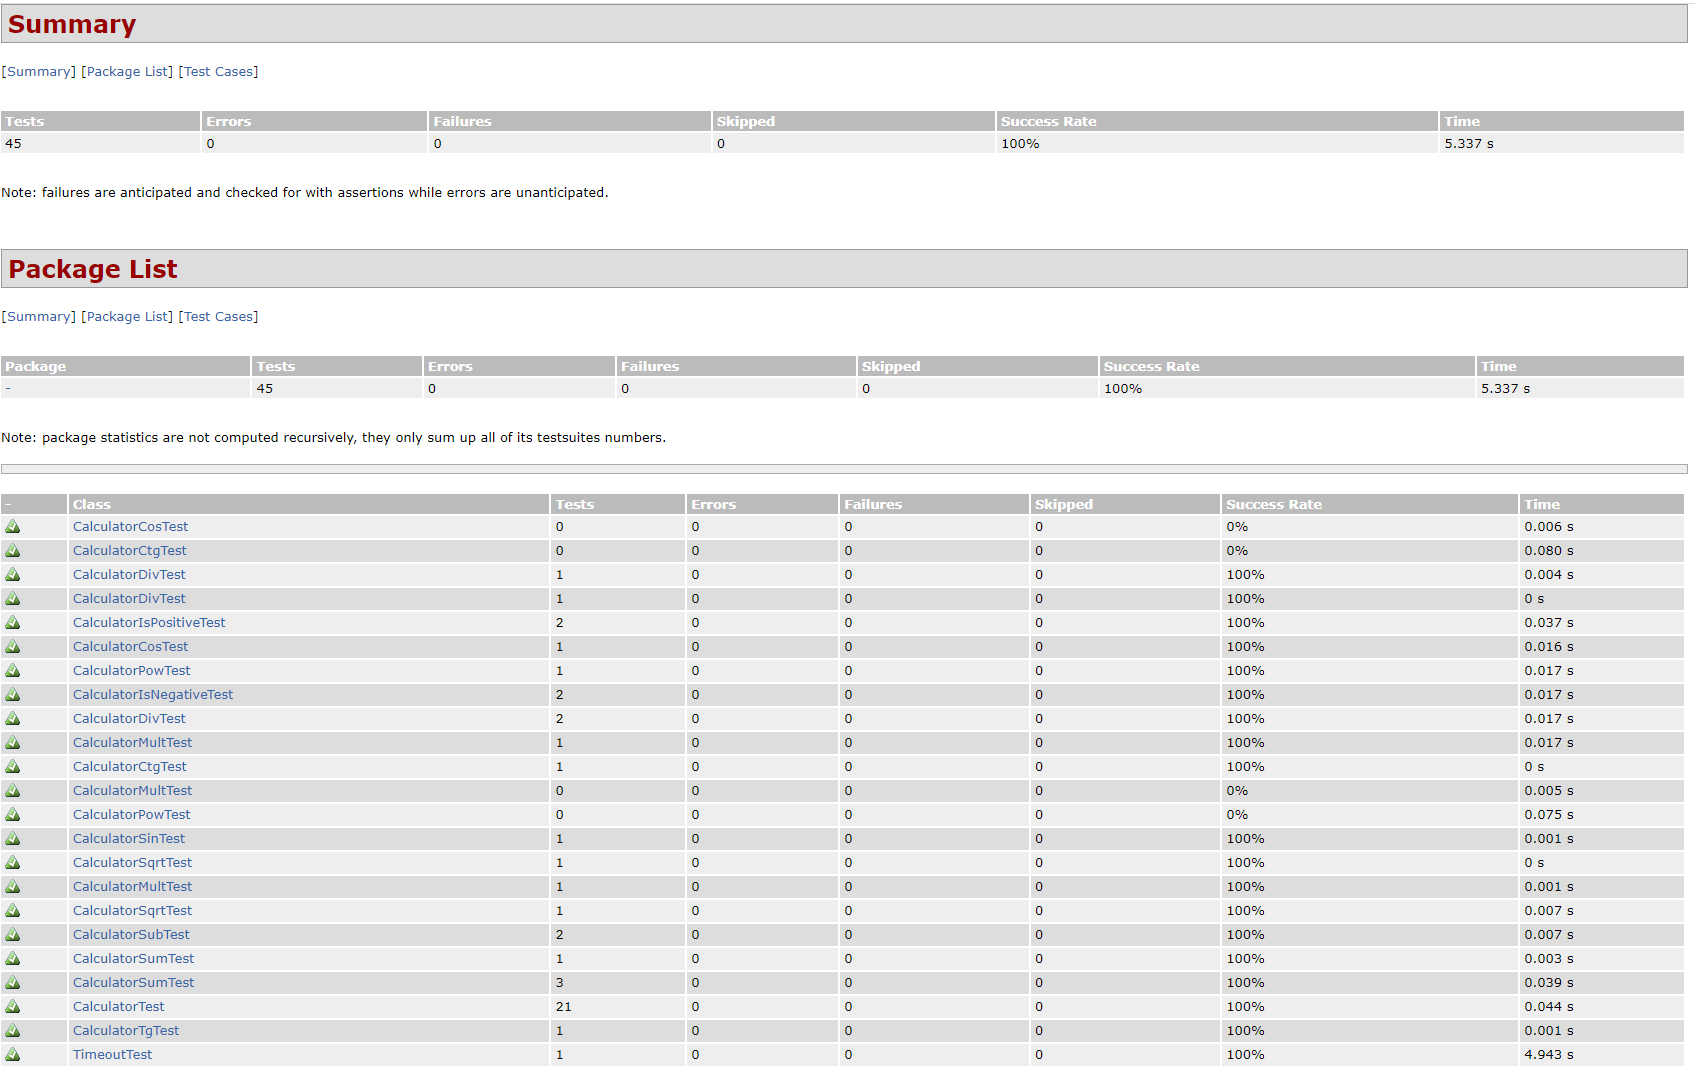 Summary
[Summary] [Package List] [Test Cases]
Tests Errors Failures Skipped Success Rate Time
45 0 0 0 100% 5.337 s
Note: failures are anticipated and checked for with assertions while errors are unanticipated.
Package List
[Summary] [Package List] [Test Cases]
Package Tests Errors Failures Skipped Success Rate Time
- 45 0 0 0 100% 5.337 s
Note: package statistics are not computed recursively, they only sum up all of its testsuites numbers.
- Class Tests Errors Failures Skipped Success Rate Time
CalculatorCosTest 0 0 0 0 0% 0.006 s
CalculatorCtgTest 0 0 0 0 0% 0.080 s
CalculatorDivTest 1 0 0 0 100% 0.004 s
CalculatorDivTest 1 0 0 0 100% 0 s
CalculatorIsPositiveTest 2 0 0 0 100% 0.037 s
CalculatorCosTest 1 0 0 0 100% 0.016 s
CalculatorPowTest 1 0 0 0 100% 0.017 s
CalculatorIsNegativeTest 2 0 0 0 100% 0.017 s
CalculatorDivTest 2 0 0 0 100% 0.017 s
CalculatorMultTest 1 0 0 0 100% 0.017 s
CalculatorCtgTest 1 0 0 0 100% 0 s
CalculatorMultTest 0 0 0 0 0% 0.005 s
CalculatorPowTest 0 0 0 0 0% 0.075 s
CalculatorSinTest 1 0 0 0 100% 0.001 s
CalculatorSqrtTest 1 0 0 0 100% 0 s
CalculatorMultTest 1 0 0 0 100% 0.001 s
CalculatorSqrtTest 1 0 0 0 100% 0.007 s
CalculatorSubTest 2 0 0 0 100% 0.007 s
CalculatorSumTest 1 0 0 0 100% 0.003 s
CalculatorSumTest 3 0 0 0 100% 0.039 s
CalculatorTest 21 0 0 0 100% 0.044 s
CalculatorTgTest 1 0 0 0 100% 0.001 s
TimeoutTest 1 0 0 0 100% 4.943 s